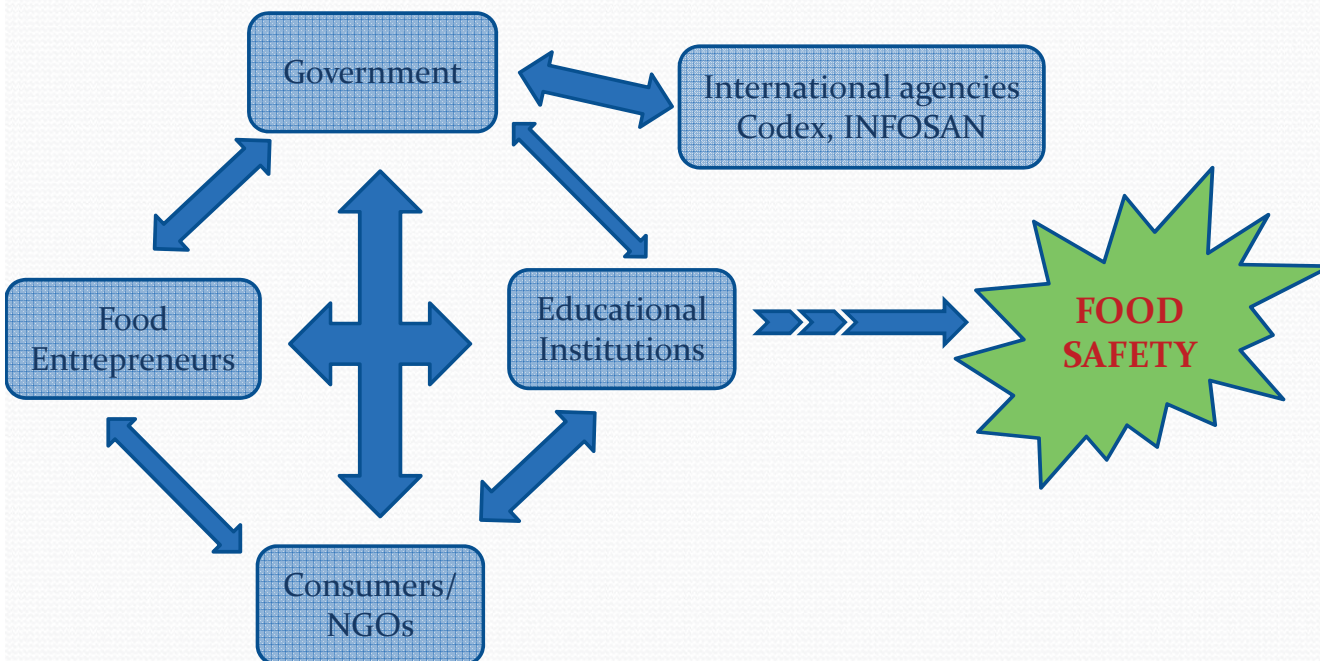 Government
International agencies
Codex, INFOSAN
Food
Entrepreneurs
Educational
Institutions
FOOD
SAFETY
Consumers/
NGOs